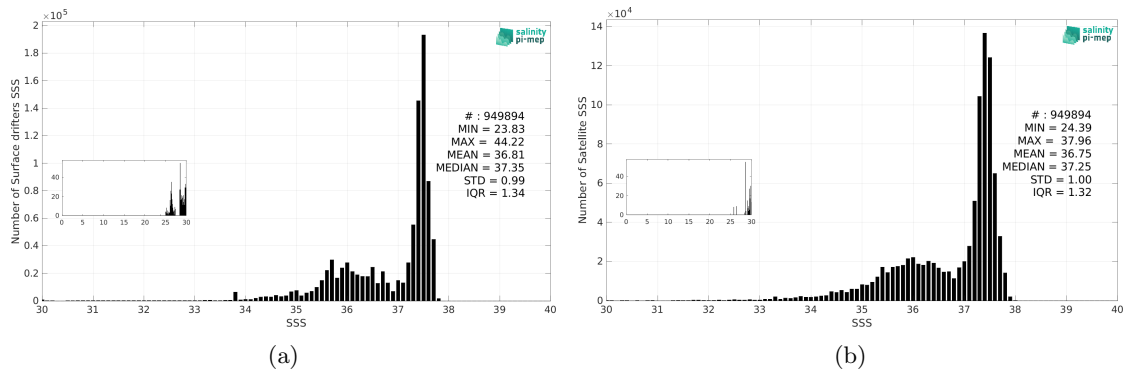 ×10^5
2
1.8
1.6
1.4
1.2
1
0.8
0.6
0.4
0.2
0
Number of Surface drifters SSS
salinity
pi-mep
# : 949894
MIN = 23.83
MAX = 44.22
MEAN = 36.81
MEDIAN = 37.35
STD = 0.99
IQR = 1.34
40
20
0
0 5 10 15 20 25 30
30 31 32 33 34 35 36 37 38 39 40
SSS
(a)
×10^4
14
12
10
8
6
4
2
0
Number of Satellite SSS
salinity
pi-mep
# : 949894
MIN = 24.39
MAX = 37.96
MEAN = 36.75
MEDIAN = 37.25
STD = 1.00
IQR = 1.32
40
20
0
0 5 10 15 20 25 30
30 31 32 33 34 35 36 37 38 39 40
SSS
(b)